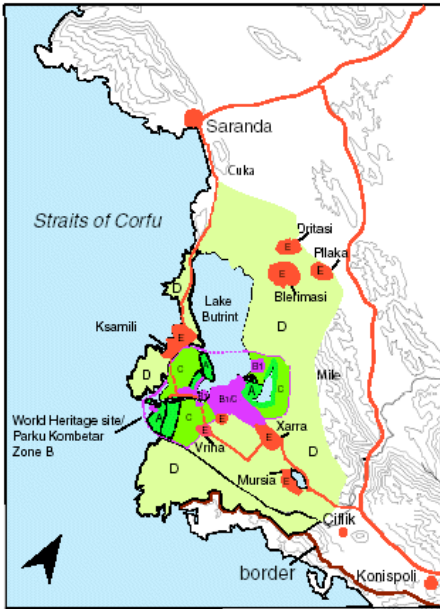 Saranda
Cuka
Straits of Corfu
Dritasi
E
Pllaka
E
E
Blerimasi
D
Lake
Butrint
D
Ksamili
E
D
C
B1
C
Mile
World Heritage site/
Parku Kombetar
Zone B
A
C
B1/C
E
E
Vrina
Xarra
E
D
D
Mursia
E
Çiflik
border
Konispoli